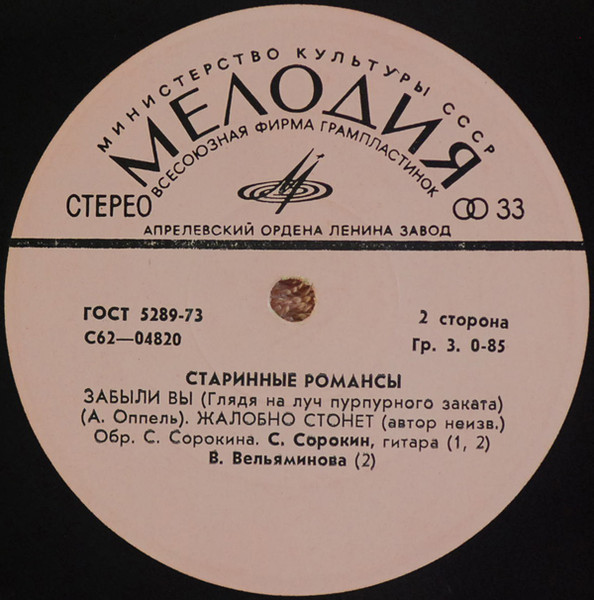 МИНИСТЕРСТВО КУЛЬТУРЫ СССР
МЕЛОДИЯ
ВСЕСОЮЗНАЯ ФИРМА ГРАМПЛАСТИНОК
СТЕРЕО 33
АПРЕЛЕВСКИЙ ОРДЕНА ЛЕНИНА ЗАВОД
ГОСТ 5289-73
2 сторона
С62—04820
Гр. 3. 0-85
СТАРИННЫЕ РОМАНСЫ
ЗАБЫЛИ ВЫ (Глядя на луч пурпурного заката)
(А. Оппель). ЖАЛОБНО СТОНЕТ (автор неизв.)
Обр. С. Сорокина. С. Сорокин, гитара (1, 2)
В. Вельяминова (2)